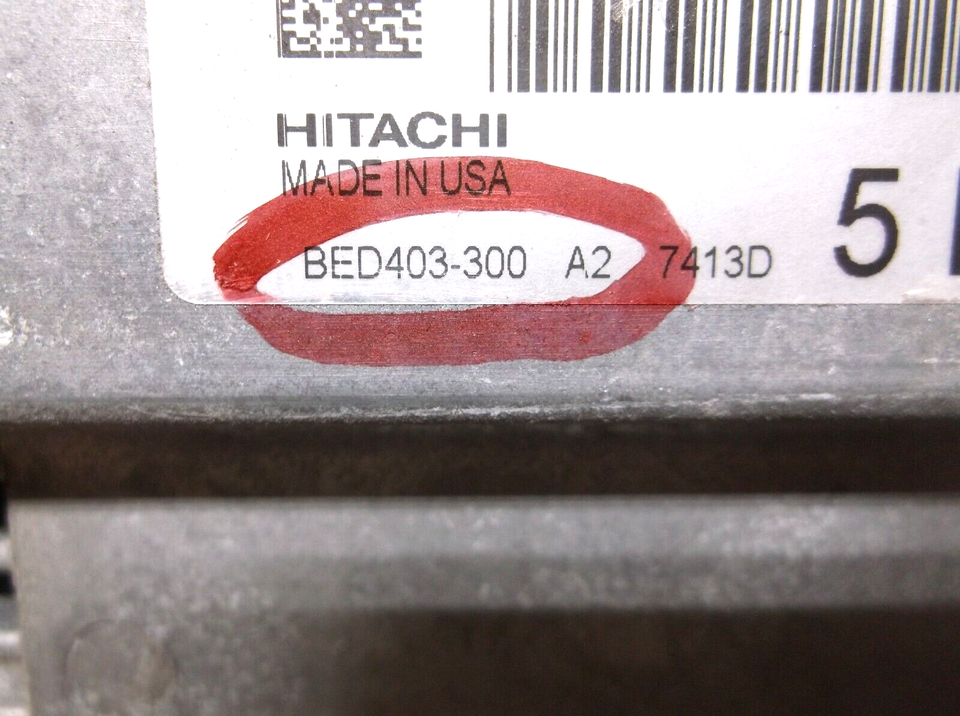 HITACHI
MADE IN USA
BED403-300 A2 7413D
5